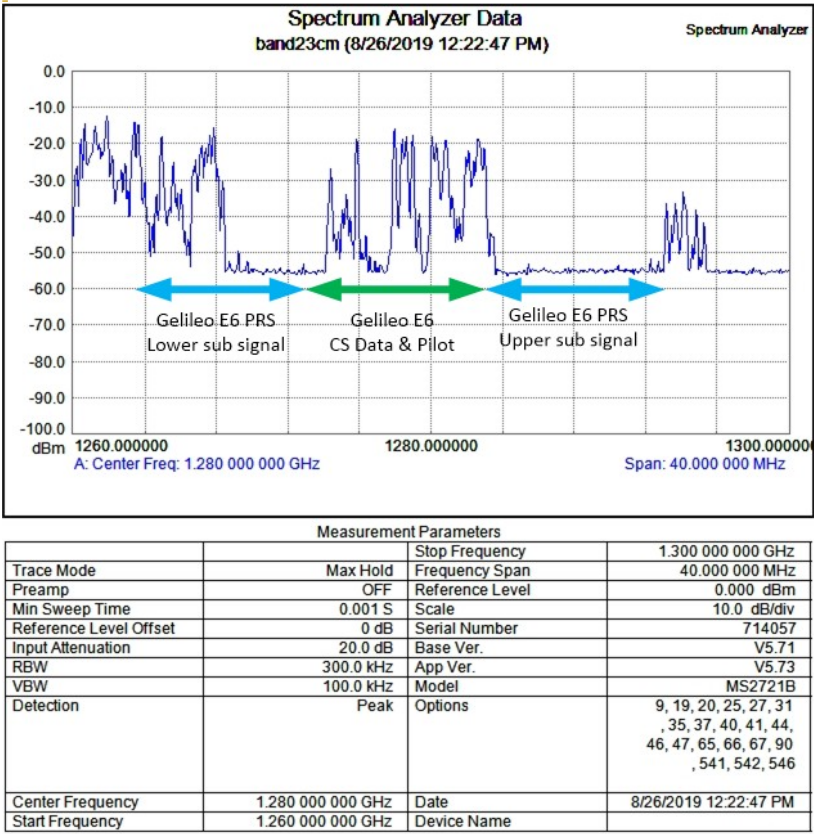 Spectrum Analyzer Data
band23cm (8/26/2019 12:22:47 PM)
Spectrum Analyzer
0.0
-10.0
-20.0
-30.0
-40.0
-50.0
-60.0
-70.0
-80.0
-90.0
-100.0
Gelileo E6 PRS
Lower sub signal
Gelileo E6
CS Data & Pilot
Gelileo E6 PRS
Upper sub signal
dBm 1260.000000 1280.000000 1300.000000
A: Center Freq: 1.280 000 000 GHz Span: 40.000 000 MHz
Measurement Parameters
Stop Frequency 1.300 000 000 GHz
Trace Mode Max Hold Frequency Span 40.000 000 MHz
Preamp OFF Reference Level 0.000 dBm
Min Sweep Time 0.001 S Scale 10.0 dB/div
Reference Level Offset 0 dB Serial Number 714057
Input Attenuation 20.0 dB Base Ver. V5.71
RBW 300.0 kHz App Ver. V5.73
VBW 100.0 kHz Model MS2721B
Detection Peak Options 9, 19, 20, 25, 27, 31
, 35, 37, 40, 41, 44,
46, 47, 65, 66, 67, 90
, 541, 542, 546
Center Frequency 1.280 000 000 GHz Date 8/26/2019 12:22:47 PM
Start Frequency 1.260 000 000 GHz Device Name